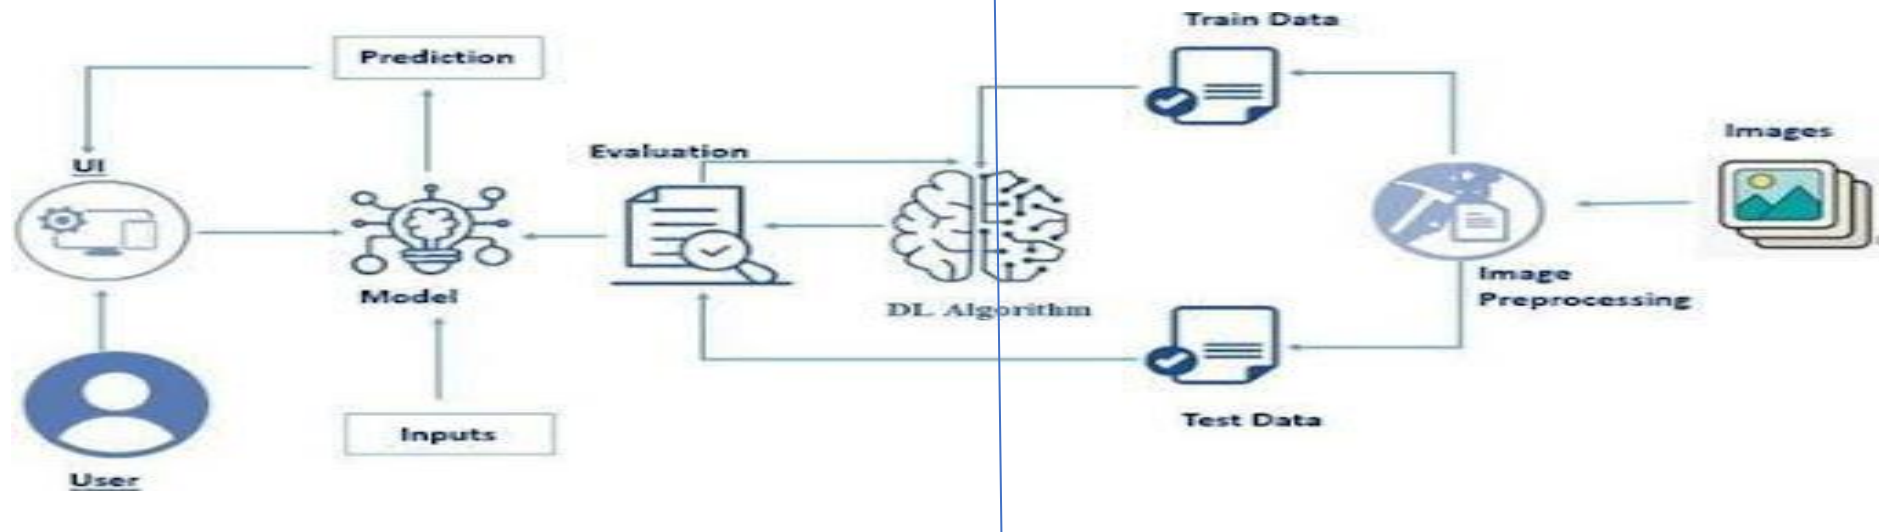 Train Data
Prediction
Images
Evaluation
UI
Image
Preprocessing
Model
DL Algorithm
Test Data
Inputs
User